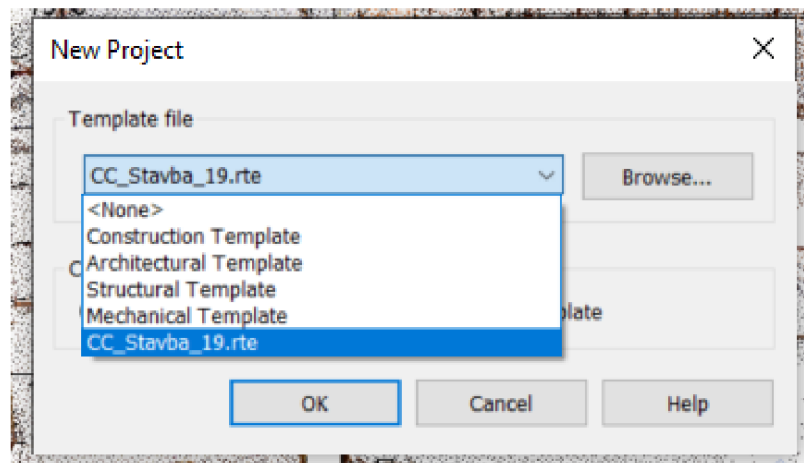 New Project
Template file
CC_Stavba_19.rte
Browse...
<None>
Construction Template
Architectural Template
Structural Template
Mechanical Template
CC_Stavba_19.rte
OK
Cancel
Help